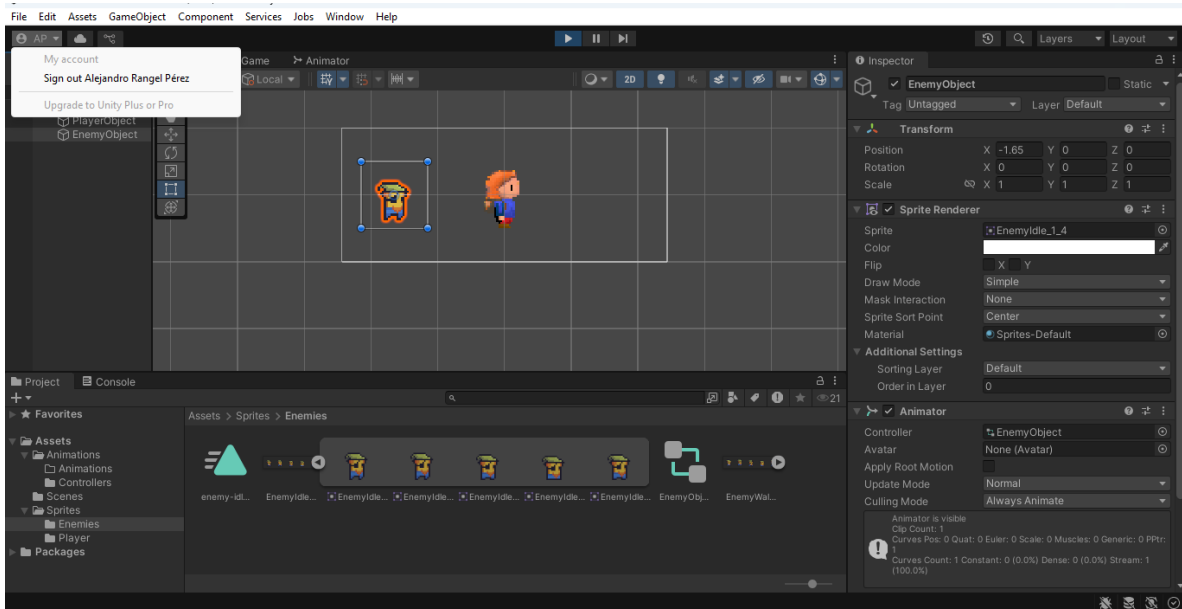 File Edit Assets GameObject Component Services Jobs Window Help
AP Layers Layout
My account
Sign out Alejandro Rangel Pérez
Upgrade to Unity Plus or Pro
Game Animator
Local 2D
PlayerObject
EnemyObject
Inspector
EnemyObject Static
Tag Untagged Layer Default
Transform
Position X -1.65 Y 0 Z 0
Rotation X 0 Y 0 Z 0
Scale X 1 Y 1 Z 1
Sprite Renderer
Sprite EnemyIdle_1_4
Color
Flip X Y
Draw Mode Simple
Mask Interaction None
Sprite Sort Point Center
Material Sprites-Default
Additional Settings
Sorting Layer Default
Order in Layer 0
Animator
Controller EnemyObject
Avatar None (Avatar)
Apply Root Motion
Update Mode Normal
Culling Mode Always Animate
Animator is visible
Clip Count: 1
Curves Pos: 0 Quat: 0 Euler: 0 Scale: 0 Muscles: 0 Generic: 0 PPtr:
1
Curves Count: 1 Constant: 0 (0.0%) Dense: 0 (0.0%) Stream: 1
(100.0%)
Project Console
21
Favorites
Assets
Animations
Animations
Controllers
Scenes
Sprites
Enemies
Player
Packages
Assets > Sprites > Enemies
enemy-idl... EnemyIdle... EnemyIdle... EnemyIdle... EnemyIdle... EnemyIdle... EnemyIdle... EnemyObj... EnemyWal...